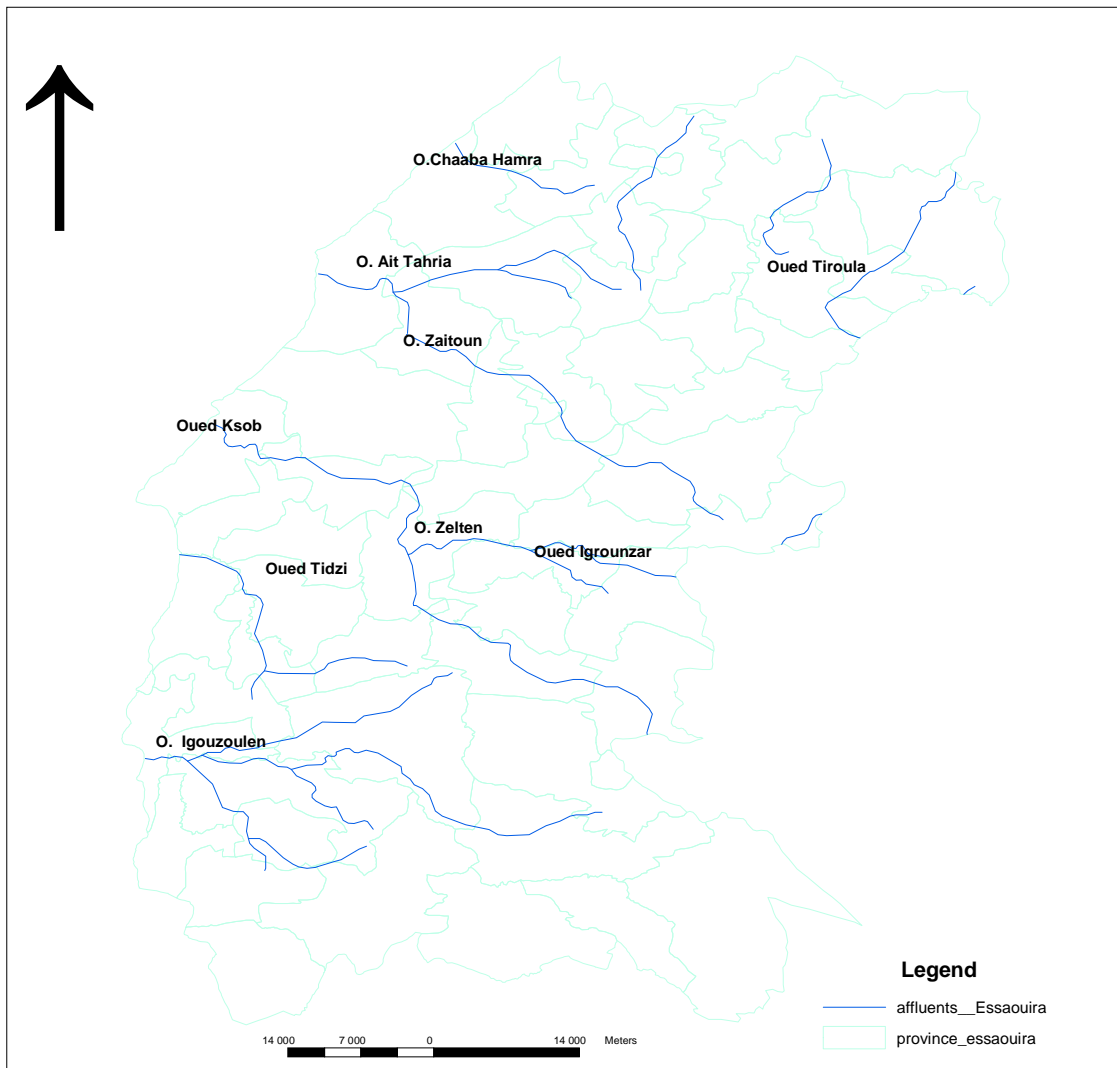 O.Chaaba Hamra
O. Ait Tahria
Oued Tiroula
O. Zaitoun
Oued Ksob
O. Zelten
Oued Igrounzar
Oued Tidzi
O. Igouzoulen
Legend
affluents__Essaouira
province_essaouira
14 000 7 000 0 14 000 Meters